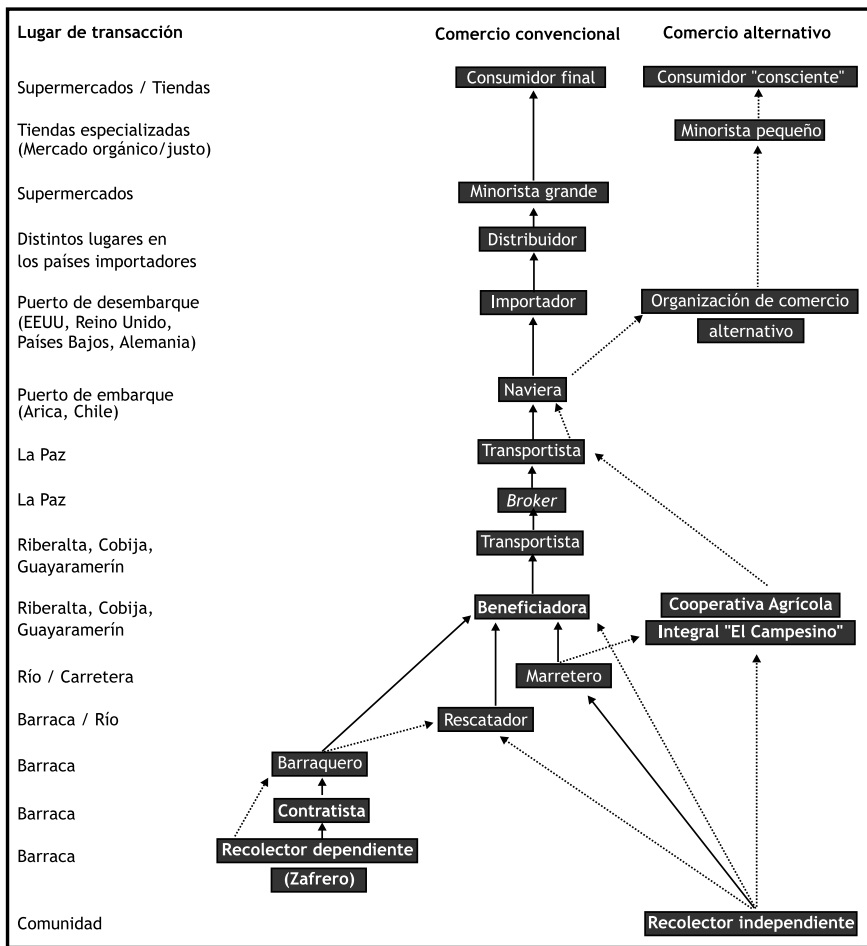 Lugar de transacción
Comercio convencional
Comercio alternativo
Supermercados / Tiendas
Consumidor final
Consumidor "consciente"
Tiendas especializadas
(Mercado orgánico/justo)
Minorista pequeño
Supermercados
Minorista grande
Distintos lugares en
los países importadores
Distribuidor
Puerto de desembarque
(EEUU, Reino Unido,
Países Bajos, Alemania)
Importador
Organización de comercio
alternativo
Puerto de embarque
(Arica, Chile)
Naviera
La Paz
Transportista
La Paz
Broker
Riberalta, Cobija,
Guayaramerín
Transportista
Riberalta, Cobija,
Guayaramerín
Beneficiadora
Cooperativa Agrícola
Integral "El Campesino"
Río / Carretera
Marretero
Barraca / Río
Rescatador
Barraca
Barraquero
Barraca
Contratista
Barraca
Recolector dependiente
(Zafrero)
Comunidad
Recolector independiente